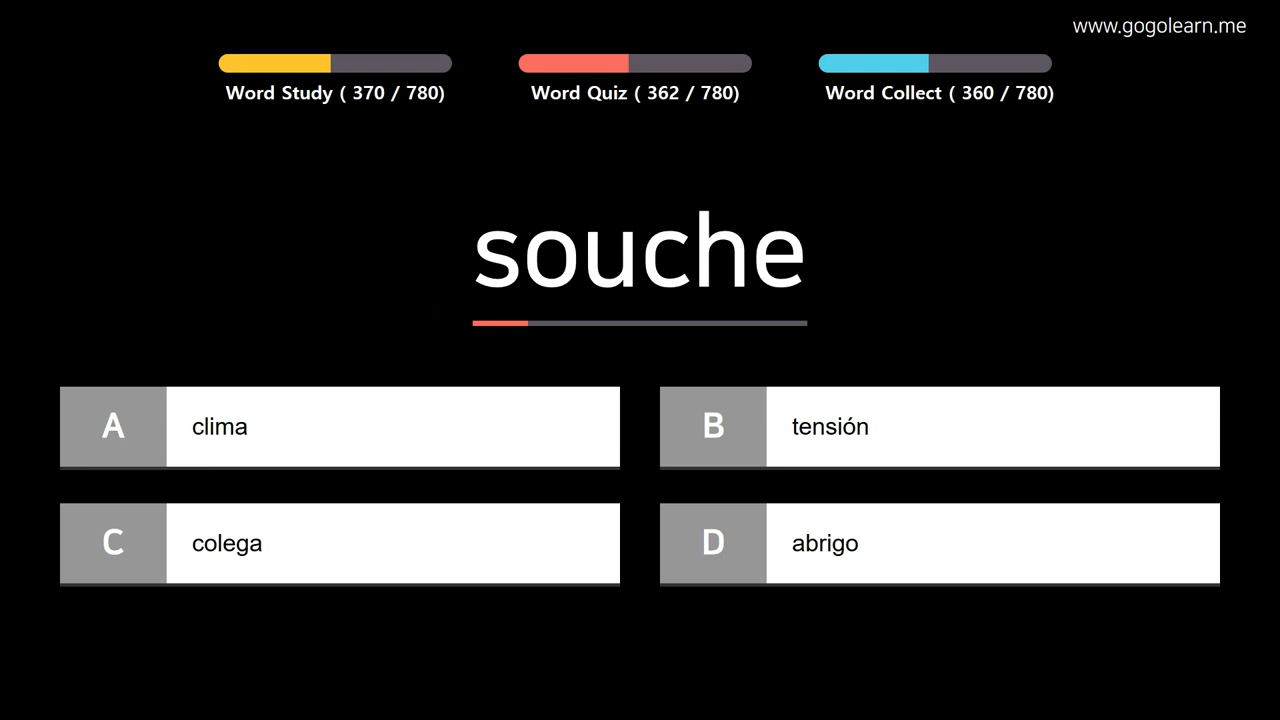 www.gogolearn.me
Word Study ( 370 / 780)
Word Quiz ( 362 / 780)
Word Collect ( 360 / 780)
souche
A clima
B tensión
C colega
D abrigo